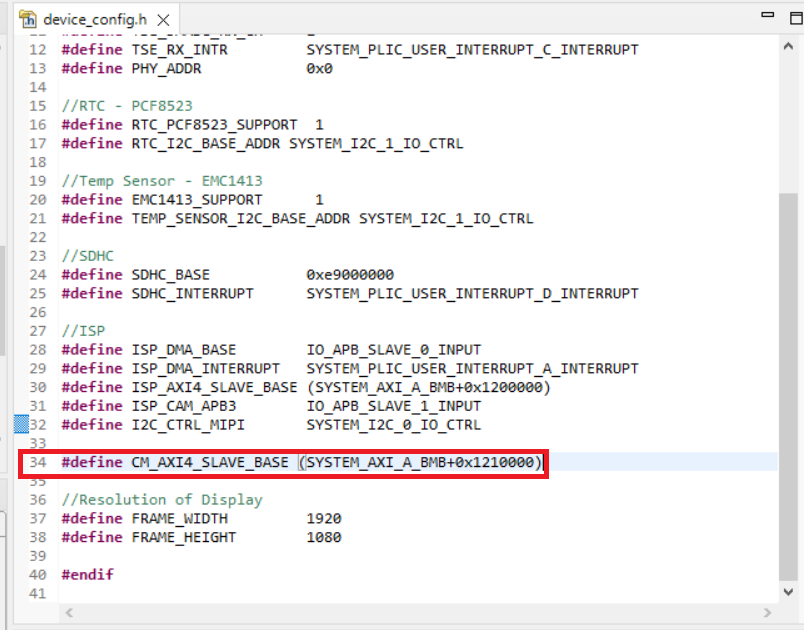 device_config.h
12 #define TSE_RX_INTR SYSTEM_PLIC_USER_INTERRUPT_C_INTERRUPT
13 #define PHY_ADDR 0x0
14
15 //RTC - PCF8523
16 #define RTC_PCF8523_SUPPORT 1
17 #define RTC_I2C_BASE_ADDR SYSTEM_I2C_1_IO_CTRL
18
19 //Temp Sensor - EMC1413
20 #define EMC1413_SUPPORT 1
21 #define TEMP_SENSOR_I2C_BASE_ADDR SYSTEM_I2C_1_IO_CTRL
22
23 //SDHC
24 #define SDHC_BASE 0xe9000000
25 #define SDHC_INTERRUPT SYSTEM_PLIC_USER_INTERRUPT_D_INTERRUPT
26
27 //ISP
28 #define ISP_DMA_BASE IO_APB_SLAVE_0_INPUT
29 #define ISP_DMA_INTERRUPT SYSTEM_PLIC_USER_INTERRUPT_A_INTERRUPT
30 #define ISP_AXI4_SLAVE_BASE (SYSTEM_AXI_A_BMB+0x1200000)
31 #define ISP_CAM_APB3 IO_APB_SLAVE_1_INPUT
32 #define I2C_CTRL_MIPI SYSTEM_I2C_0_IO_CTRL
33
34 #define CM_AXI4_SLAVE_BASE (SYSTEM_AXI_A_BMB+0x1210000)
35
36 //Resolution of Display
37 #define FRAME_WIDTH 1920
38 #define FRAME_HEIGHT 1080
39
40 #endif
41